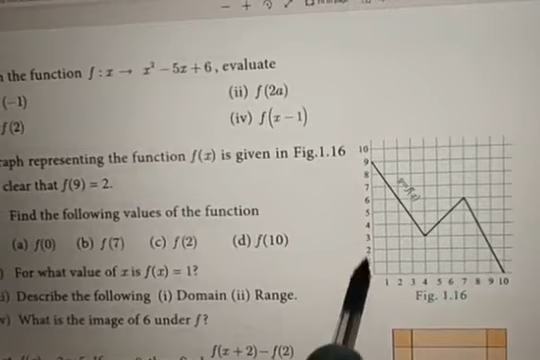 the function f : x → x² − 5x + 6, evaluate
(−1)
(ii) f(2a)
f(2)
(iv) f(x − 1)
raph representing the function f(x) is given in Fig.1.16
clear that f(9) = 2.
Find the following values of the function
(a) f(0) (b) f(7) (c) f(2) (d) f(10)
) For what value of x is f(x) = 1?
i) Describe the following (i) Domain (ii) Range.
v) What is the image of 6 under f?
f(x + 2) − f(2)
10
9
8
7
6
5
4
3
2
y=f(x)
1 2 3 4 5 6 7 8 9 10
Fig. 1.16